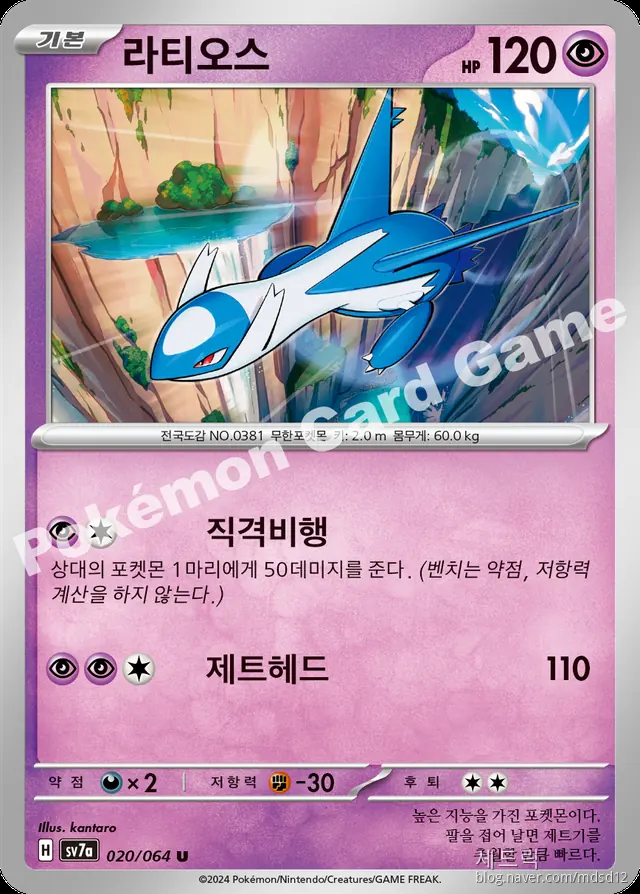 기본
라티오스
HP 120
전국도감 NO.0381 무한포켓몬 키: 2.0 m 몸무게: 60.0 kg
Pokémon Card Game
직격비행
상대의 포켓몬 1마리에게 50데미지를 준다. (벤치는 약점, 저항력
계산을 하지 않는다.)
제트헤드 110
약점 ×2 저항력 -30 후퇴
높은 지능을 가진 포켓몬이다.
팔을 접어 날면 제트기를
빠르다.
Illus. kantaro
H sv7a 020/064 U
체트락
blog.naver.com/mdsd12
©2024 Pokémon/Nintendo/Creatures/GAME FREAK.